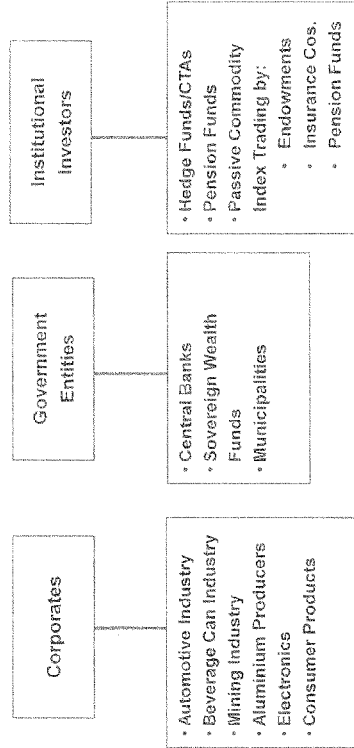 Corporates
• Automotive Industry
• Beverage Can Industry
• Mining Industry
• Aluminium Producers
• Electronics
• Consumer Products
Government
Entities
• Central Banks
• Sovereign Wealth
Funds
• Municipalities
Institutional
Investors
• Hedge Funds/CTAs
• Pension Funds
• Passive Commodity
Index Trading by:
• Endowments
• Insurance Cos.
• Pension Funds